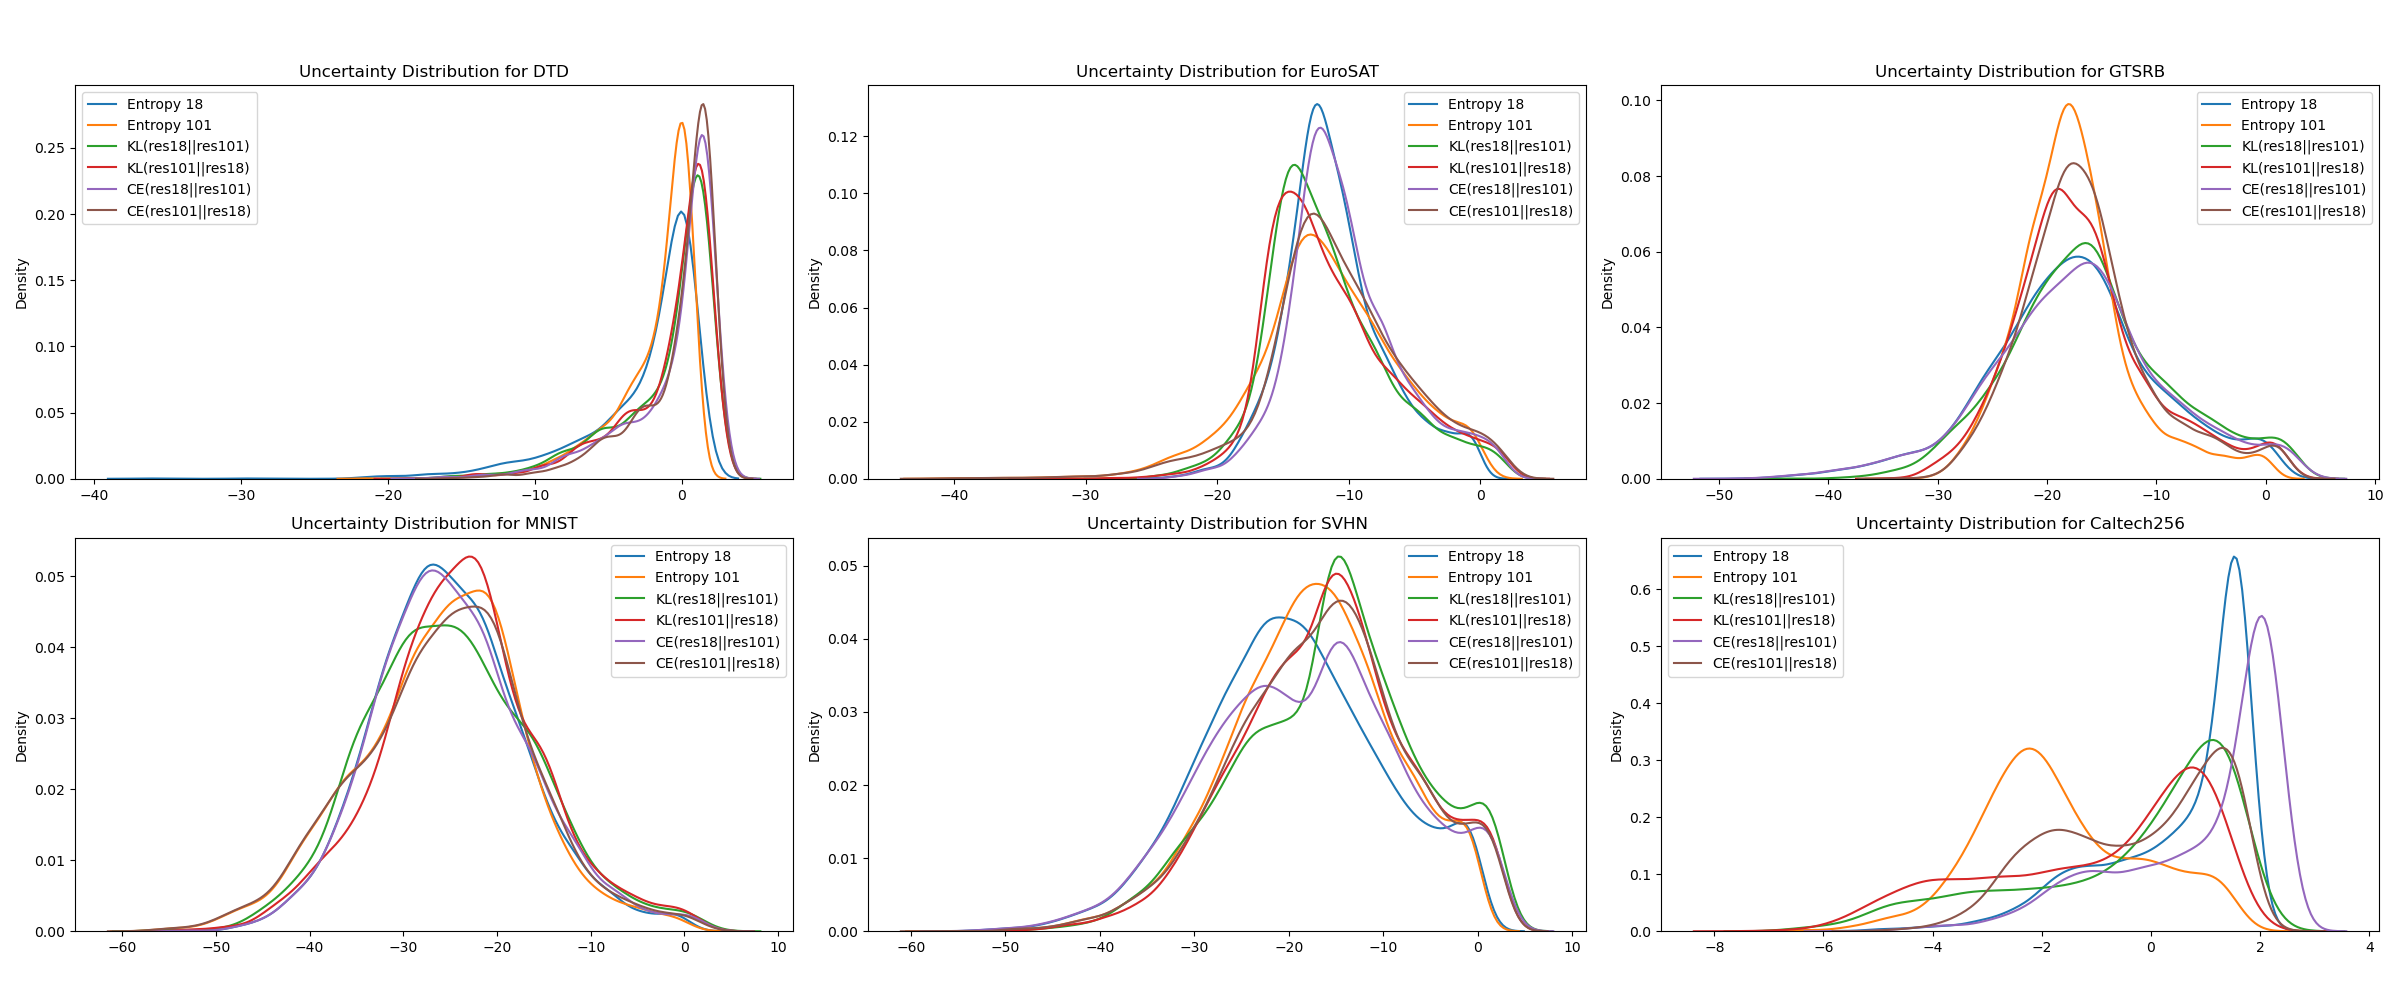 Uncertainty Distribution for DTD
Density
0.25
0.20
0.15
0.10
0.05
0.00
−40 −30 −20 −10 0
Entropy 18
Entropy 101
KL(res18||res101)
KL(res101||res18)
CE(res18||res101)
CE(res101||res18)
Uncertainty Distribution for EuroSAT
Density
0.12
0.10
0.08
0.06
0.04
0.02
0.00
−40 −30 −20 −10 0
Entropy 18
Entropy 101
KL(res18||res101)
KL(res101||res18)
CE(res18||res101)
CE(res101||res18)
Uncertainty Distribution for GTSRB
Density
0.10
0.08
0.06
0.04
0.02
0.00
−50 −40 −30 −20 −10 0 10
Entropy 18
Entropy 101
KL(res18||res101)
KL(res101||res18)
CE(res18||res101)
CE(res101||res18)
Uncertainty Distribution for MNIST
Density
0.05
0.04
0.03
0.02
0.01
0.00
−60 −50 −40 −30 −20 −10 0 10
Entropy 18
Entropy 101
KL(res18||res101)
KL(res101||res18)
CE(res18||res101)
CE(res101||res18)
Uncertainty Distribution for SVHN
Density
0.05
0.04
0.03
0.02
0.01
0.00
−60 −50 −40 −30 −20 −10 0 10
Entropy 18
Entropy 101
KL(res18||res101)
KL(res101||res18)
CE(res18||res101)
CE(res101||res18)
Uncertainty Distribution for Caltech256
Density
0.6
0.5
0.4
0.3
0.2
0.1
0.0
−8 −6 −4 −2 0 2 4
Entropy 18
Entropy 101
KL(res18||res101)
KL(res101||res18)
CE(res18||res101)
CE(res101||res18)